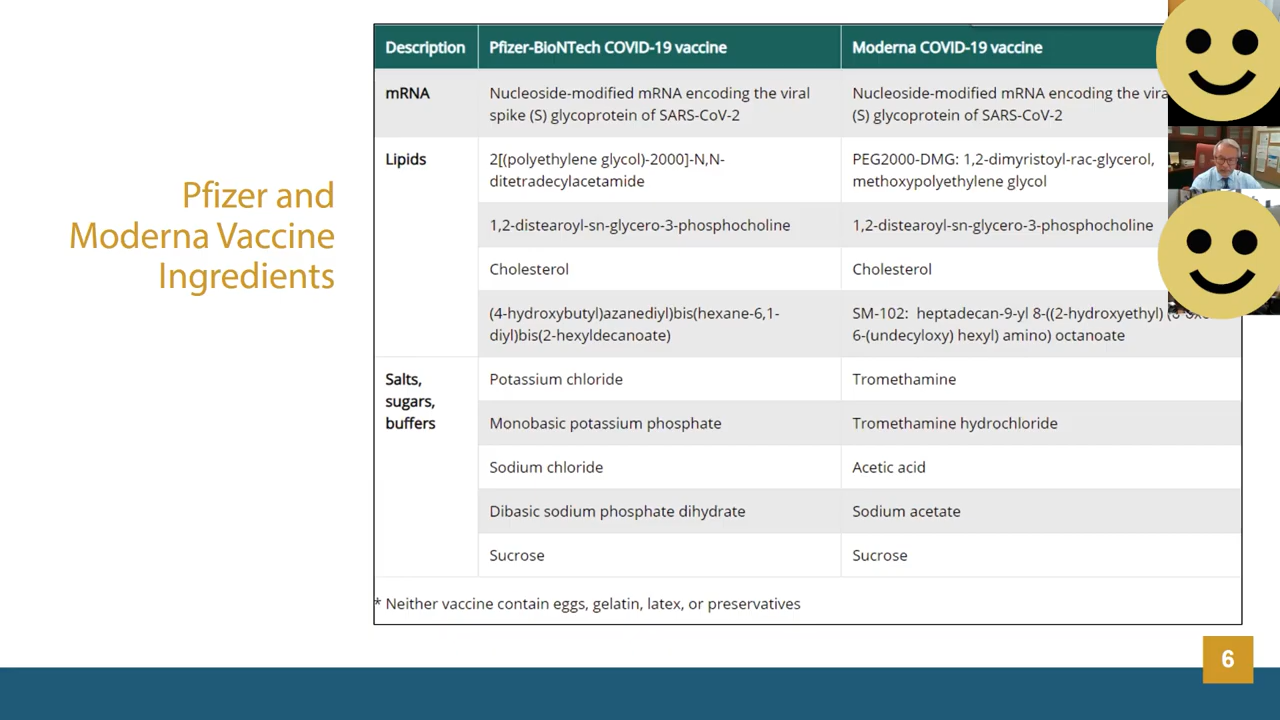 Pfizer and
Moderna Vaccine
Ingredients
Description Pfizer-BioNTech COVID-19 vaccine Moderna COVID-19 vaccine
mRNA Nucleoside-modified mRNA encoding the viral Nucleoside-modified mRNA encoding the
spike (S) glycoprotein of SARS-CoV-2 (S) glycoprotein of SARS-CoV-2
Lipids 2[(polyethylene glycol)-2000]-N,N- PEG2000-DMG: 1,2-dimyristoyl-rac-glycerol,
ditetradecylacetamide methoxypolyethylene glycol
1,2-distearoyl-sn-glycero-3-phosphocholine 1,2-distearoyl-sn-glycero-3-phosphocholine
Cholesterol Cholesterol
(4-hydroxybutyl)azanediyl)bis(hexane-6,1- SM-102: heptadecan-9-yl 8-((2-hydroxyethyl)
diyl)bis(2-hexyldecanoate) 6-(undecyloxy) hexyl) amino) octanoate
Salts, Potassium chloride Tromethamine
sugars,
buffers Monobasic potassium phosphate Tromethamine hydrochloride
Sodium chloride Acetic acid
Dibasic sodium phosphate dihydrate Sodium acetate
Sucrose Sucrose
* Neither vaccine contain eggs, gelatin, latex, or preservatives
6